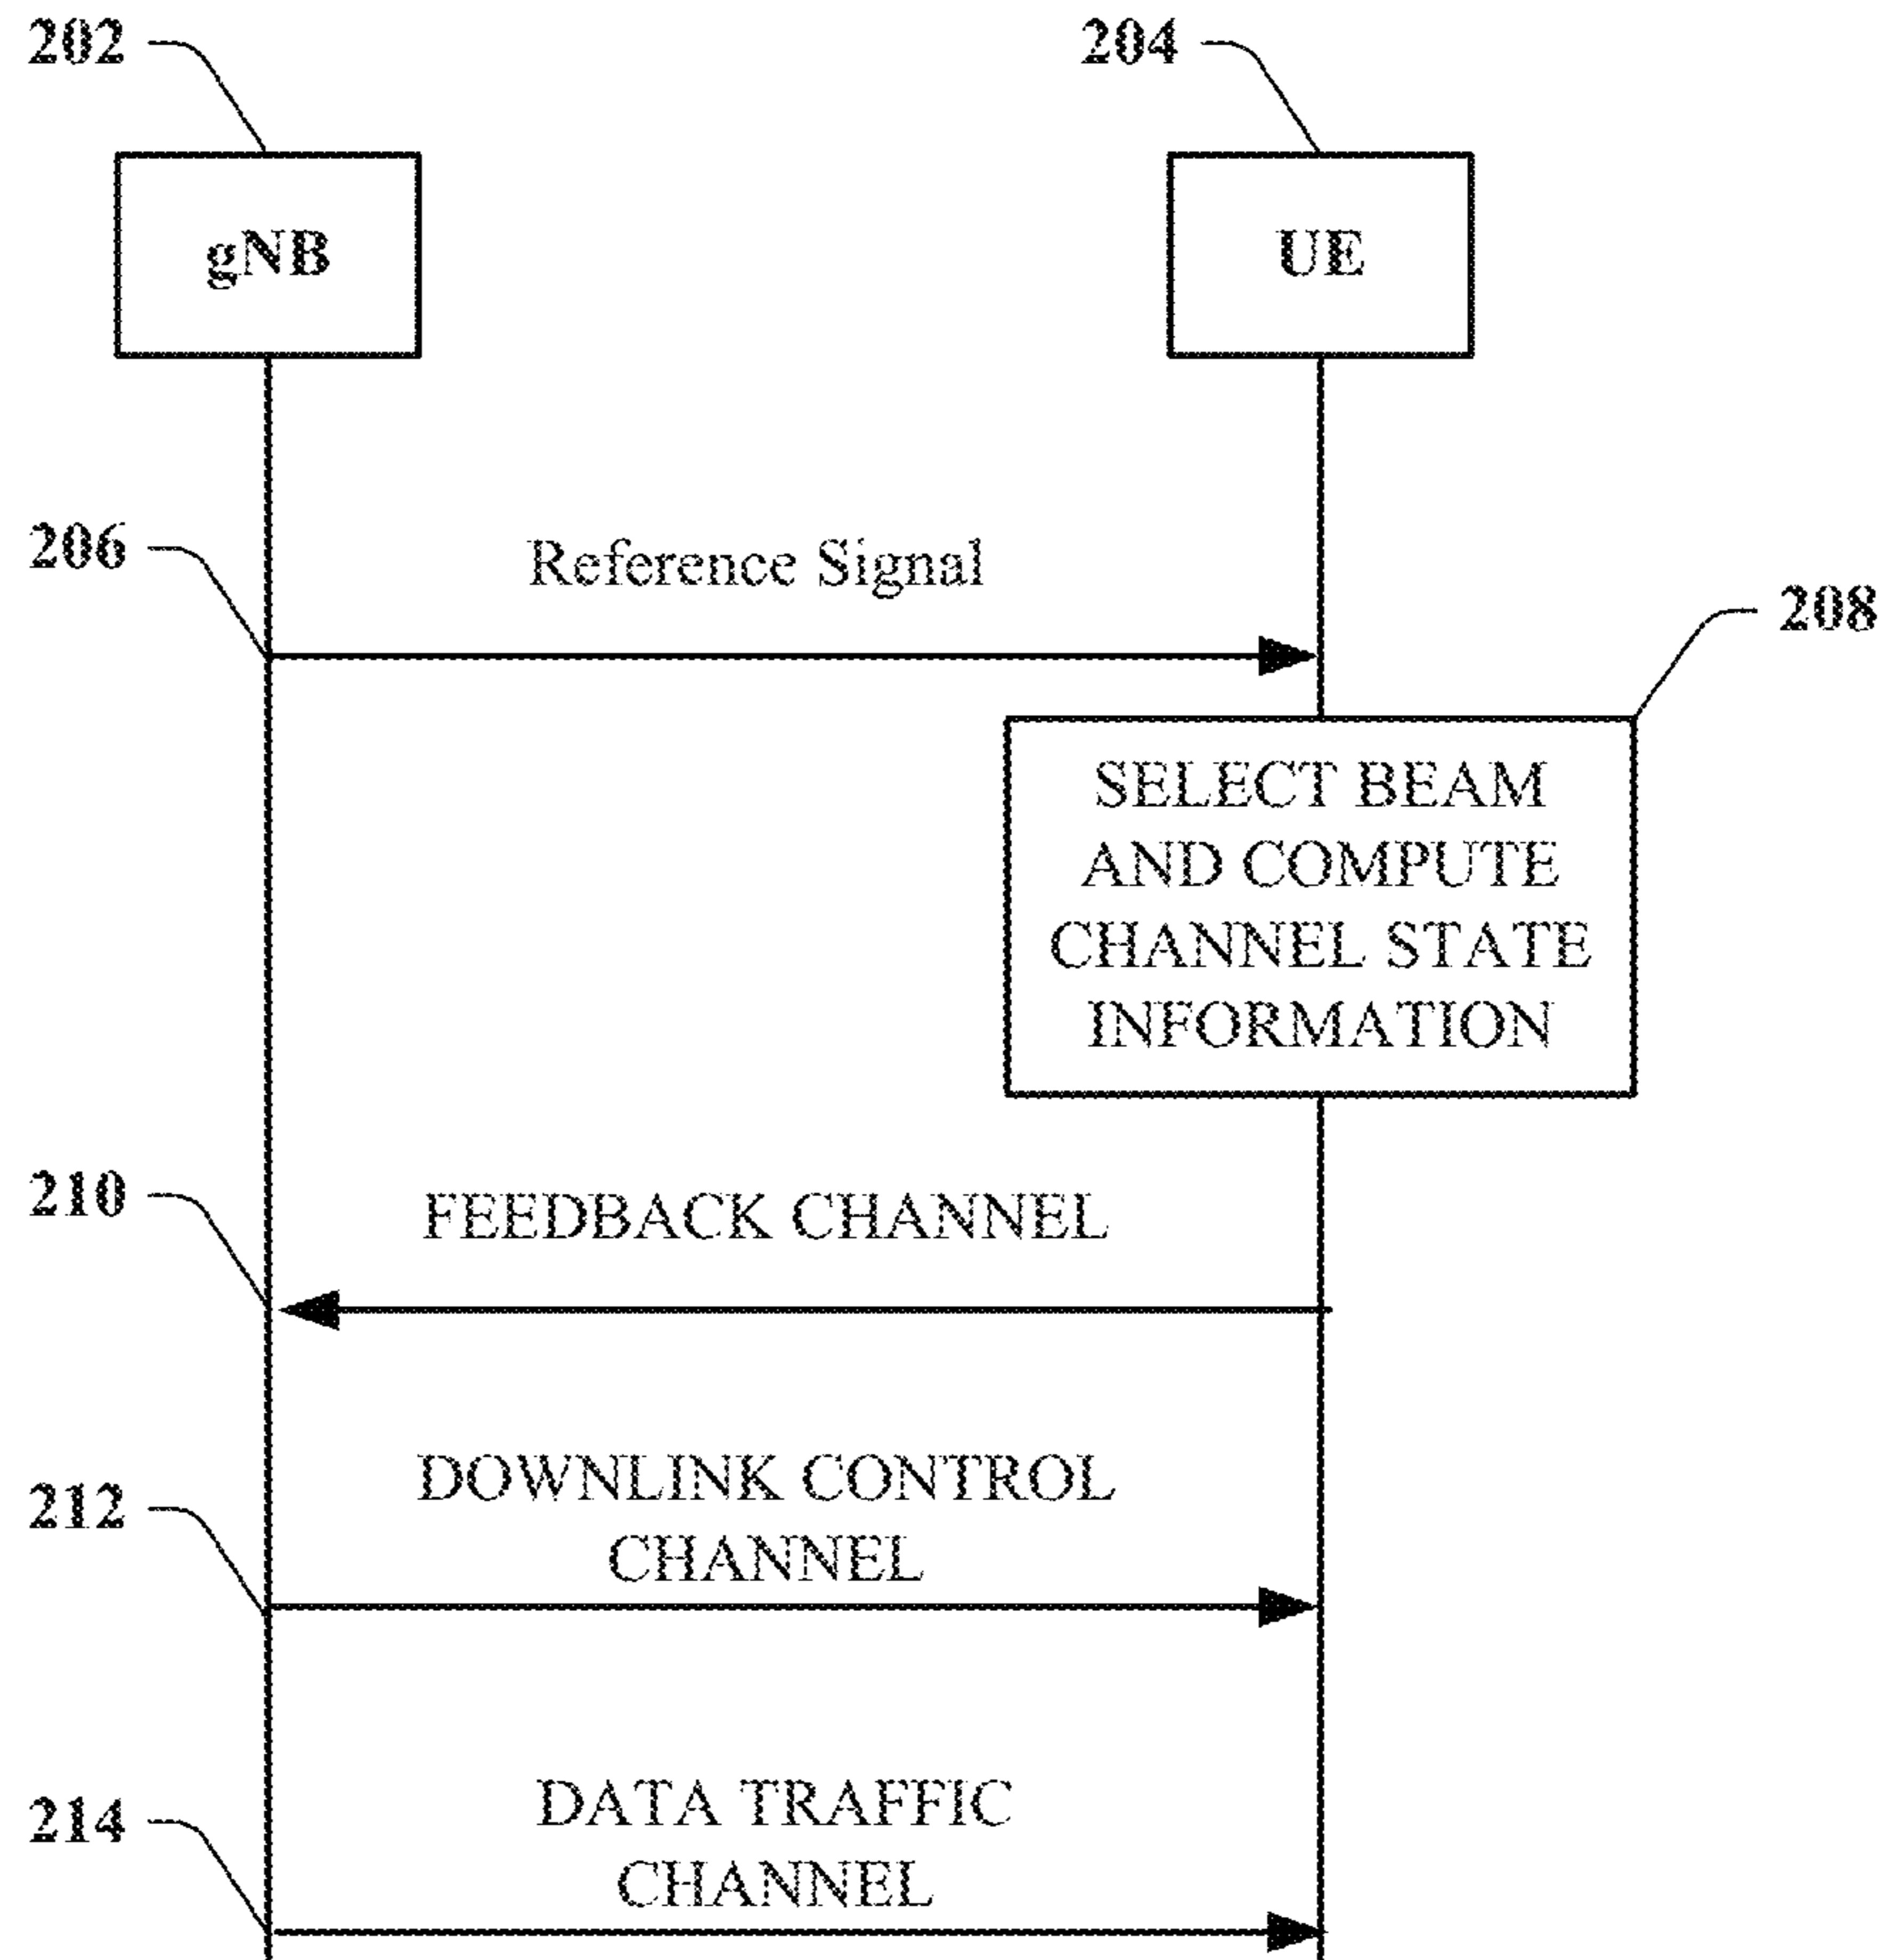 202
204
gNB
UE
206
Reference Signal
208
SELECT BEAM
AND COMPUTE
CHANNEL STATE
INFORMATION
210
FEEDBACK CHANNEL
212
DOWNLINK CONTROL
CHANNEL
214
DATA TRAFFIC
CHANNEL